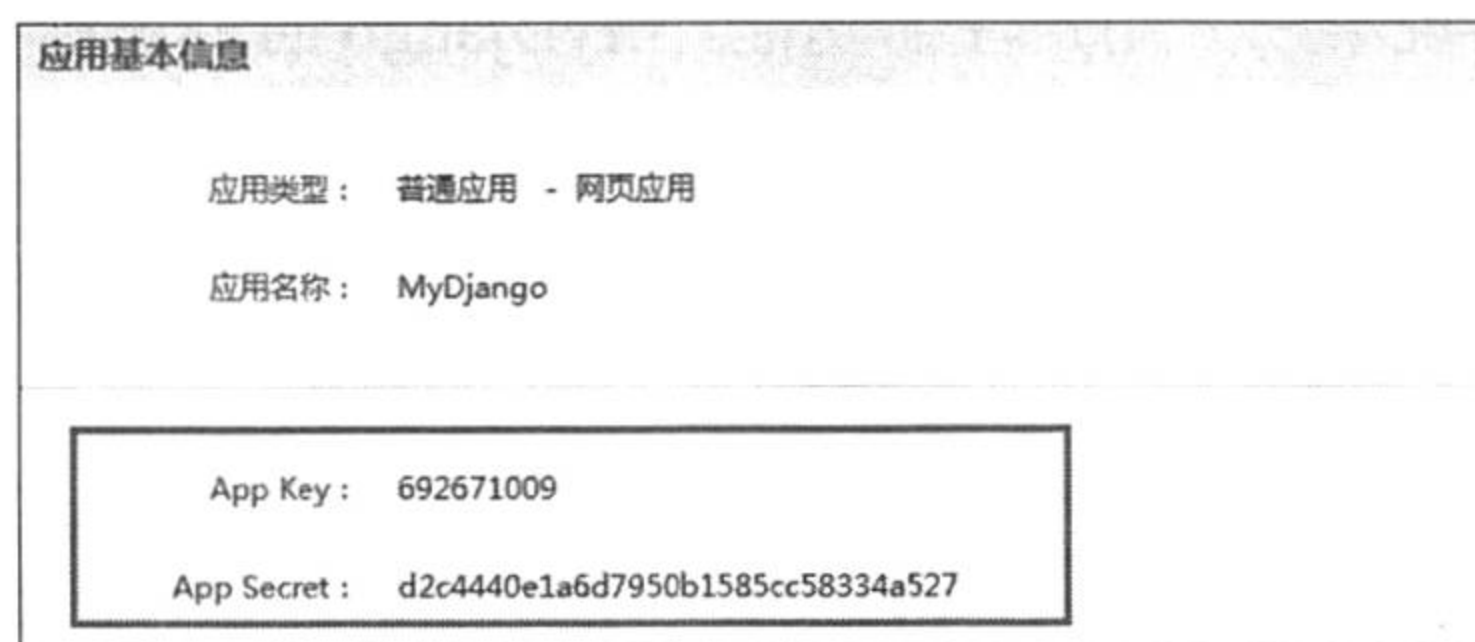 应用基本信息
应用类型： 普通应用 - 网页应用
应用名称： MyDjango
App Key： 692671009
App Secret： d2c4440e1a6d7950b1585cc58334a527